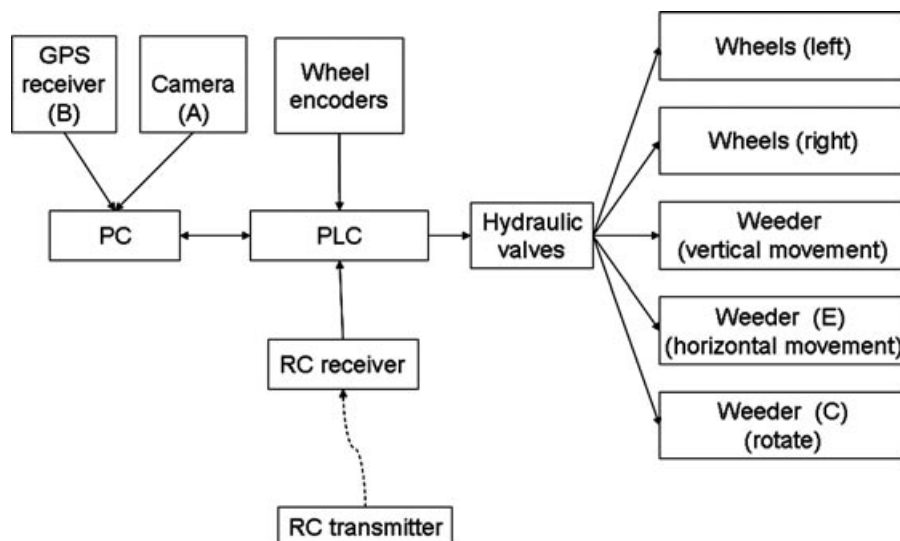 GPS
receiver
(B)
Camera
(A)
Wheel
encoders
Wheels (left)
Wheels (right)
PC
PLC
Hydraulic
valves
Weeder
(vertical movement)
Weeder (E)
(horizontal movement)
RC receiver
Weeder (C)
(rotate)
RC transmitter